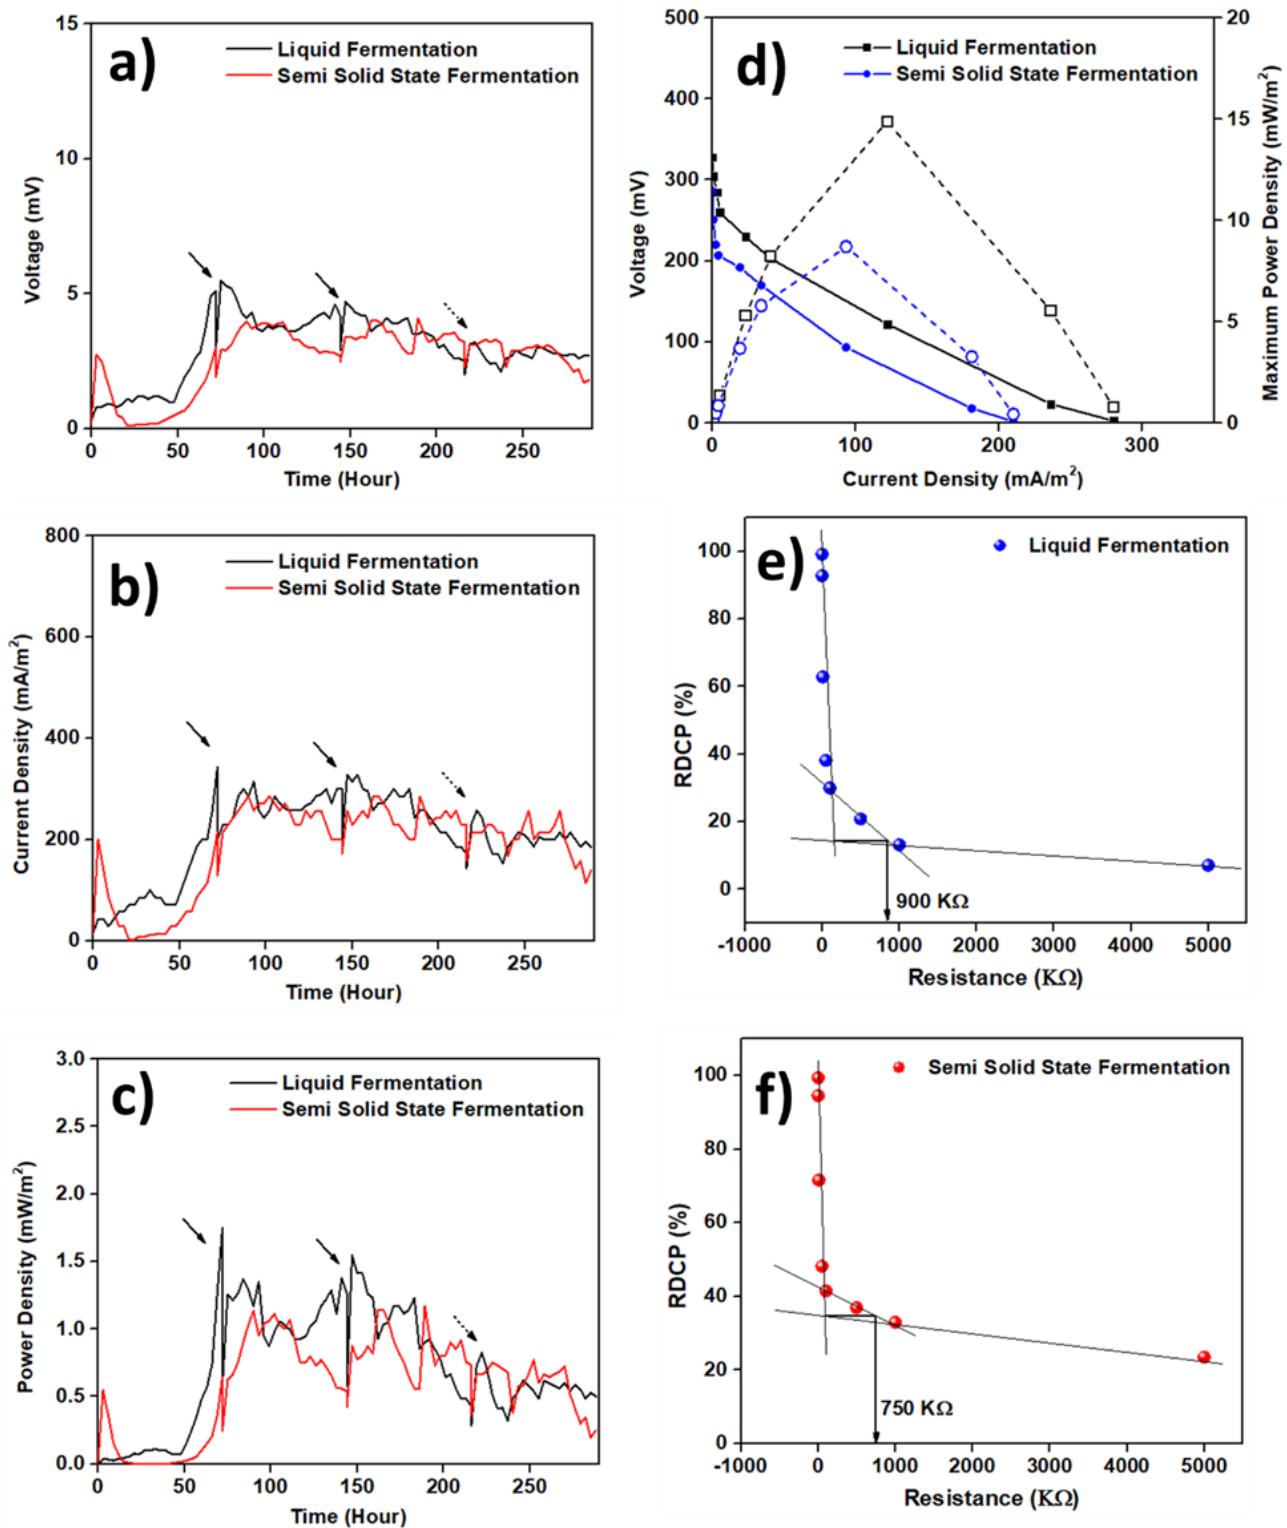 a)
Liquid Fermentation
Semi Solid State Fermentation
15
10
5
0
Voltage (mV)
0 50 100 150 200 250
Time (Hour)
d)
Liquid Fermentation
Semi Solid State Fermentation
500
400
300
200
100
0
Voltage (mV)
20
15
10
5
0
Maximum Power Density (mW/m²)
0 100 200 300
Current Density (mA/m²)
b)
Liquid Fermentation
Semi Solid State Fermentation
800
600
400
200
0
Current Density (mA/m²)
0 50 100 150 200 250
Time (Hour)
e)
Liquid Fermentation
100
80
60
40
20
0
RDCP (%)
900 KΩ
-1000 0 1000 2000 3000 4000 5000
Resistance (KΩ)
c)
Liquid Fermentation
Semi Solid State Fermentation
3.0
2.5
2.0
1.5
1.0
0.5
0.0
Power Density (mW/m²)
0 50 100 150 200 250
Time (Hour)
f)
Semi Solid State Fermentation
100
80
60
40
20
0
RDCP (%)
750 KΩ
-1000 0 1000 2000 3000 4000 5000
Resistance (KΩ)